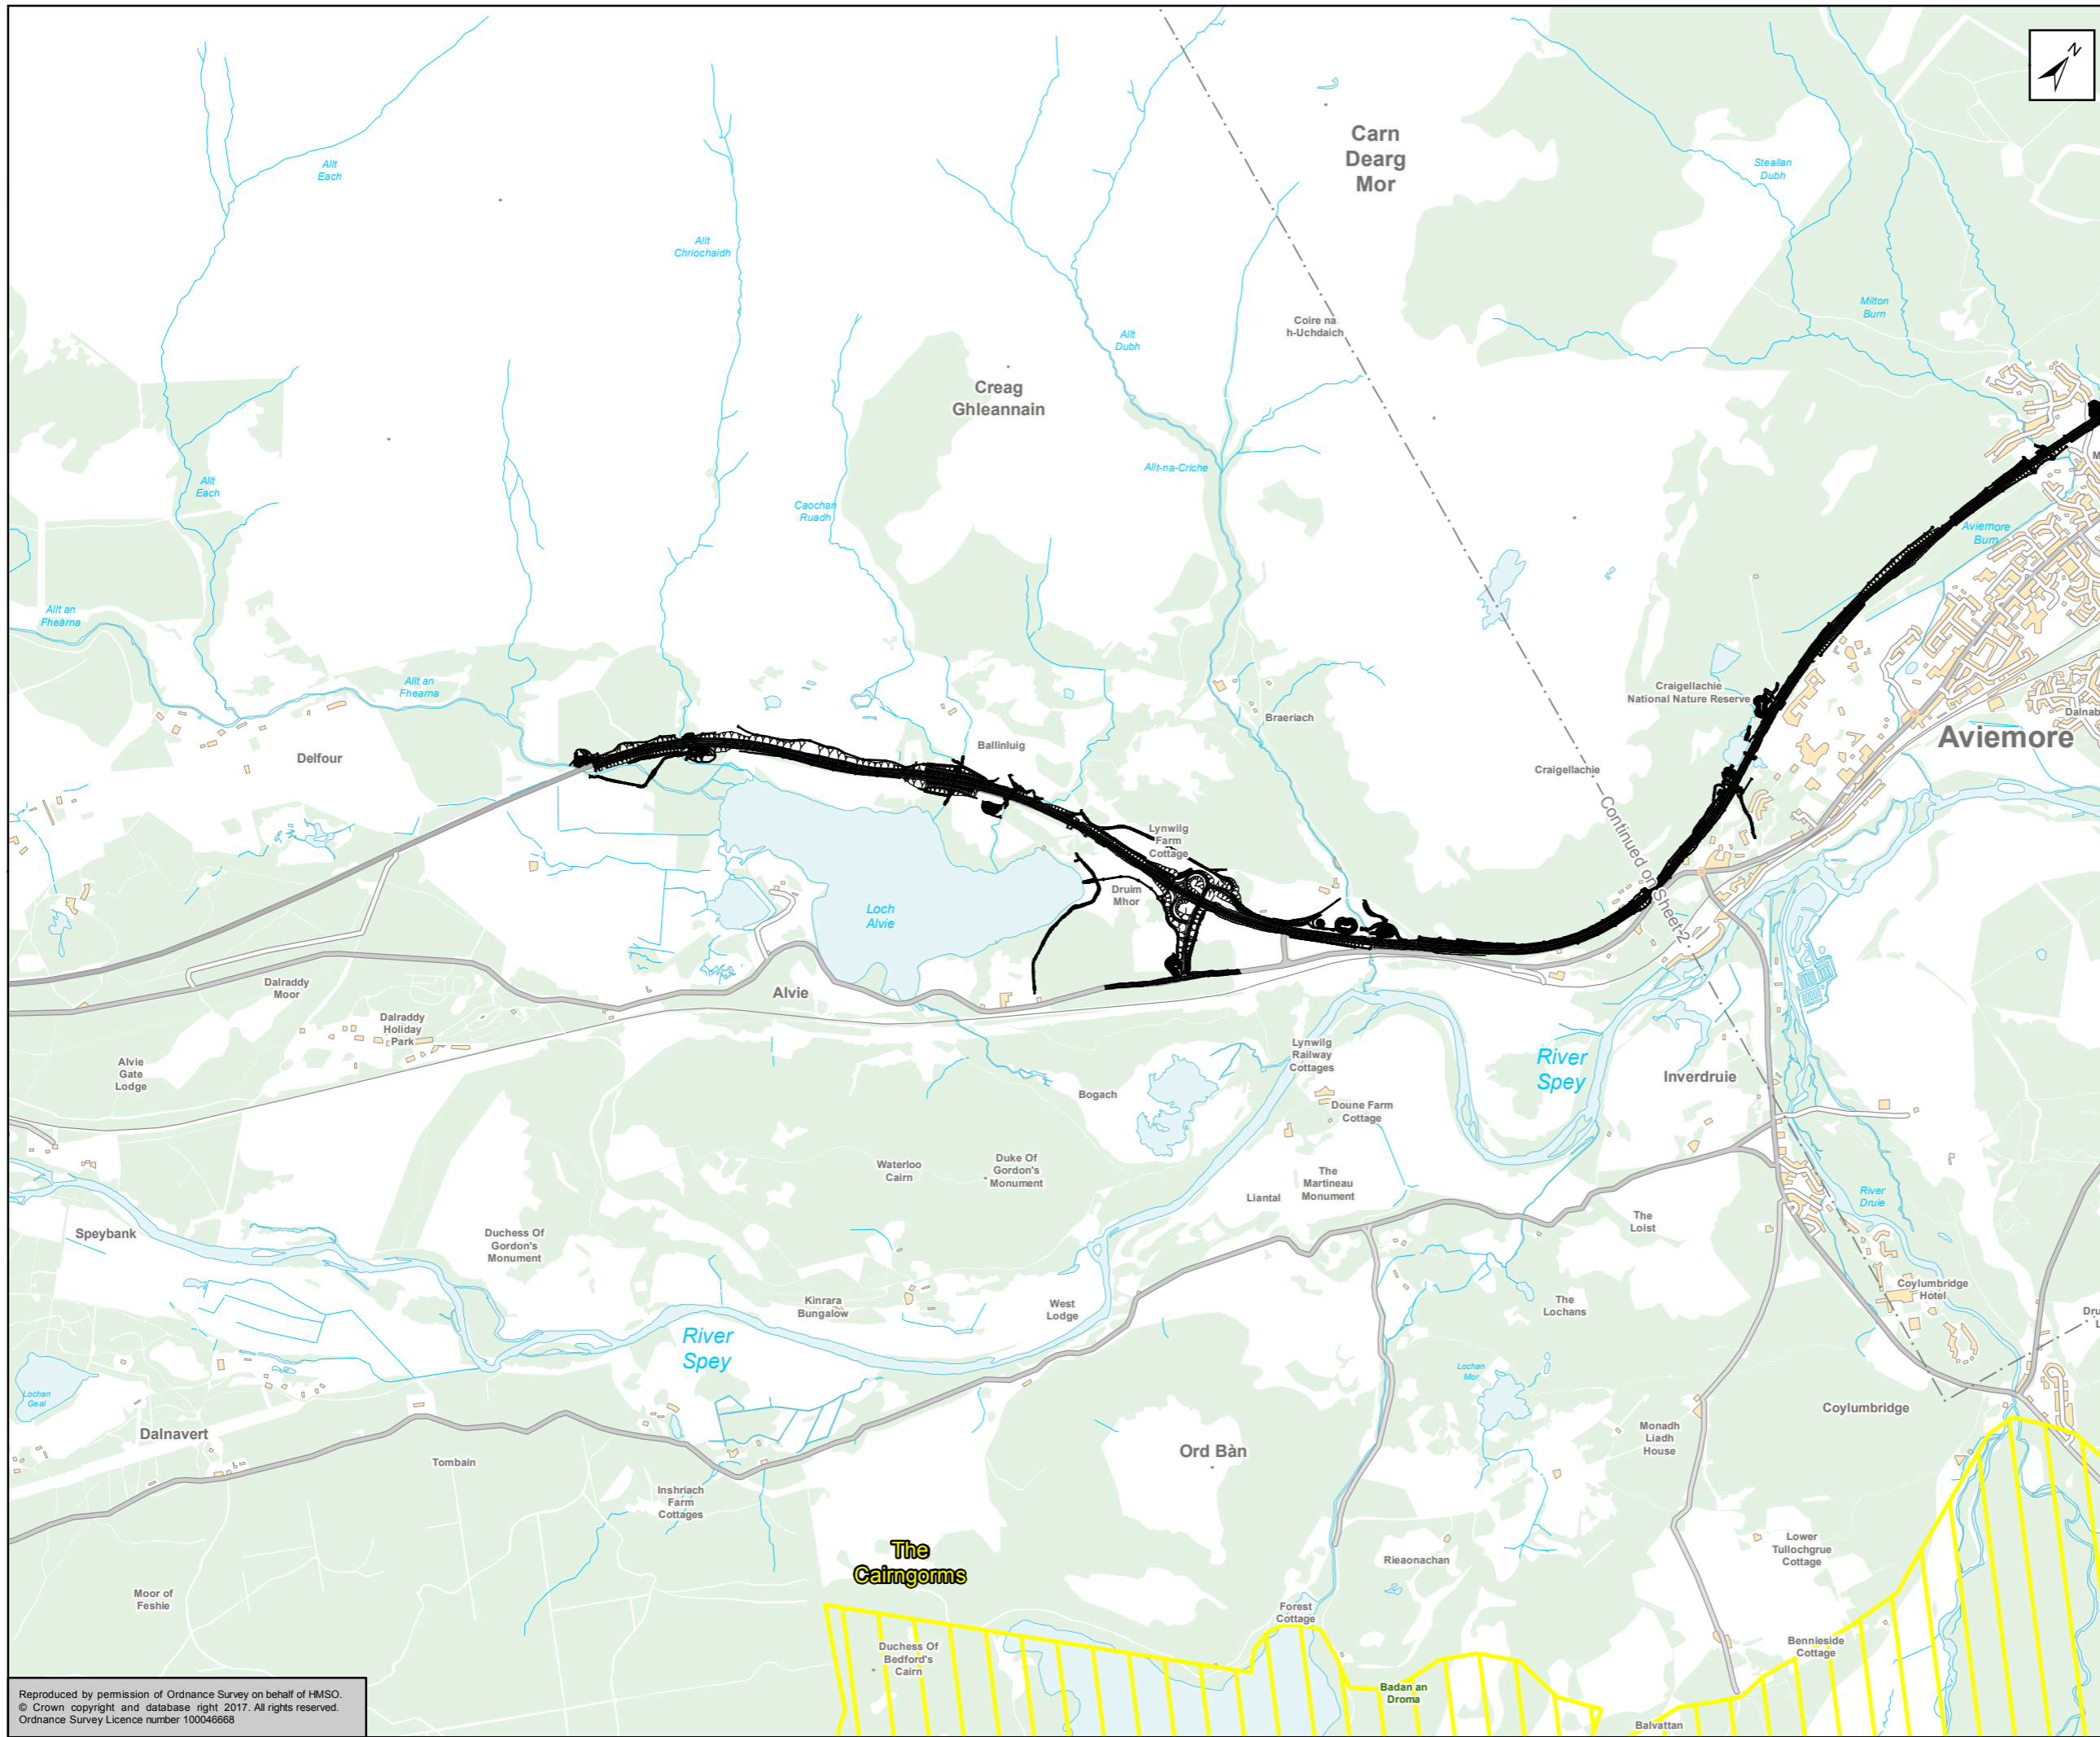 N
Carn
Dearg
Mor
Allt
Each
Steallan
Dubh
Allt
Chriochaidh
Milton
Burn
Coire na
h-Uchdaich
Allt
Dubh
Creag
Ghleannain
Allt-na-Criche
Allt
Each
Caochan
Ruadh
Aviemore
Burn
M
Allt an
Fheàrna
Allt an
Fhearna
Craigellachie
National Nature Reserve
Dalnab
Braeriach
Ballinluig
Aviemore
Delfour
Craigellachie
Continued on Sheet 2
Lynwilg
Farm
Cottage
Druim
Mhor
Loch
Alvie
Dalraddy
Moor
Alvie
Dalraddy
Holiday
Park
Alvie
Gate
Lodge
Lynwilg
Railway
Cottages
River
Spey
Inverdruie
Bogach
Doune Farm
Cottage
Waterloo
Cairn
Duke Of
Gordon's
Monument
The
Martineau
Monument
Liantal
River
Druie
The
Loist
Speybank
Duchess Of
Gordon's
Monument
Coylumbridge
Hotel
Kinrara
Bungalow
West
Lodge
The
Lochans
Dru
L
River
Spey
Lochan
Mor
Lochan
Geal
Coylumbridge
Dalnavert
Monadh
Liadh
House
Ord Bàn
Tombain
Inshriach
Farm
Cottages
Lower
Tullochgrue
Cottage
The
Cairngorms
Rieaonachan
Moor of
Feshie
Forest
Cottage
Duchess Of
Bedford's
Cairn
Bennieside
Cottage
Badan an
Droma
Balvattan
Reproduced by permission of Ordnance Survey on behalf of HMSO.
© Crown copyright and database right 2017. All rights reserved.
Ordnance Survey Licence number 100046668